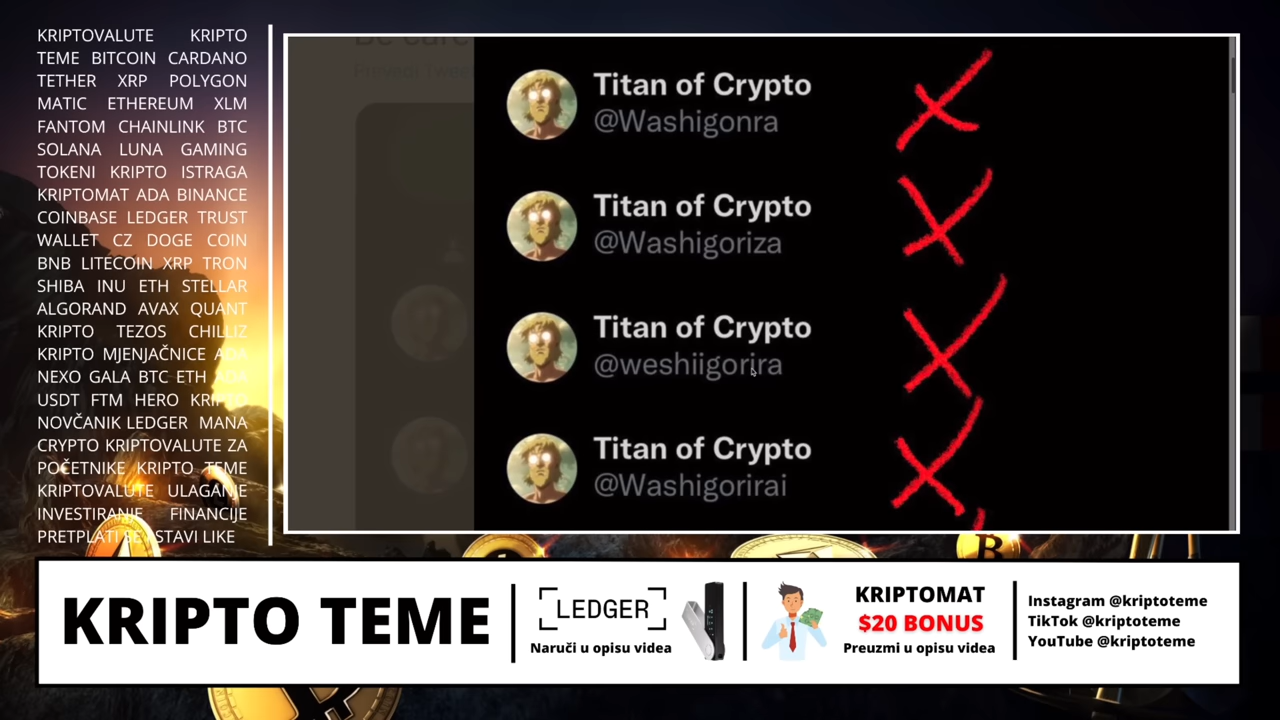 KRIPTOVALUTE KRIPTO
TEME BITCOIN CARDANO
TETHER XRP POLYGON
MATIC ETHEREUM XLM
FANTOM CHAINLINK BTC
SOLANA LUNA GAMING
TOKENI KRIPTO ISTRAGA
KRIPTOMAT ADA BINANCE
COINBASE LEDGER TRUST
WALLET CZ DOGE COIN
BNB LITECOIN XRP TRON
SHIBA INU ETH STELLAR
ALGORAND AVAX QUANT
KRIPTO TEZOS CHILLIZ
KRIPTO MJENJAČNICE ADA
NEXO GALA BTC ETH ADA
USDT FTM HERO KRIPTO
NOVČANIK LEDGER MANA
CRYPTO KRIPTOVALUTE ZA
POČETNIKE KRIPTO TEME
KRIPTOVALUTE ULAGANJE
INVESTIRANJE FINANCIJE
PRETPLATI SE STAVI LIKE
Titan of Crypto
@Washigonra
Titan of Crypto
@Washigoriza
Titan of Crypto
@weshiigorira
Titan of Crypto
@Washigorirai
KRIPTO TEME
LEDGER
Naruči u opisu videa
KRIPTOMAT
$20 BONUS
Preuzmi u opisu videa
Instagram @kriptoteme
TikTok @kriptoteme
YouTube @kriptoteme